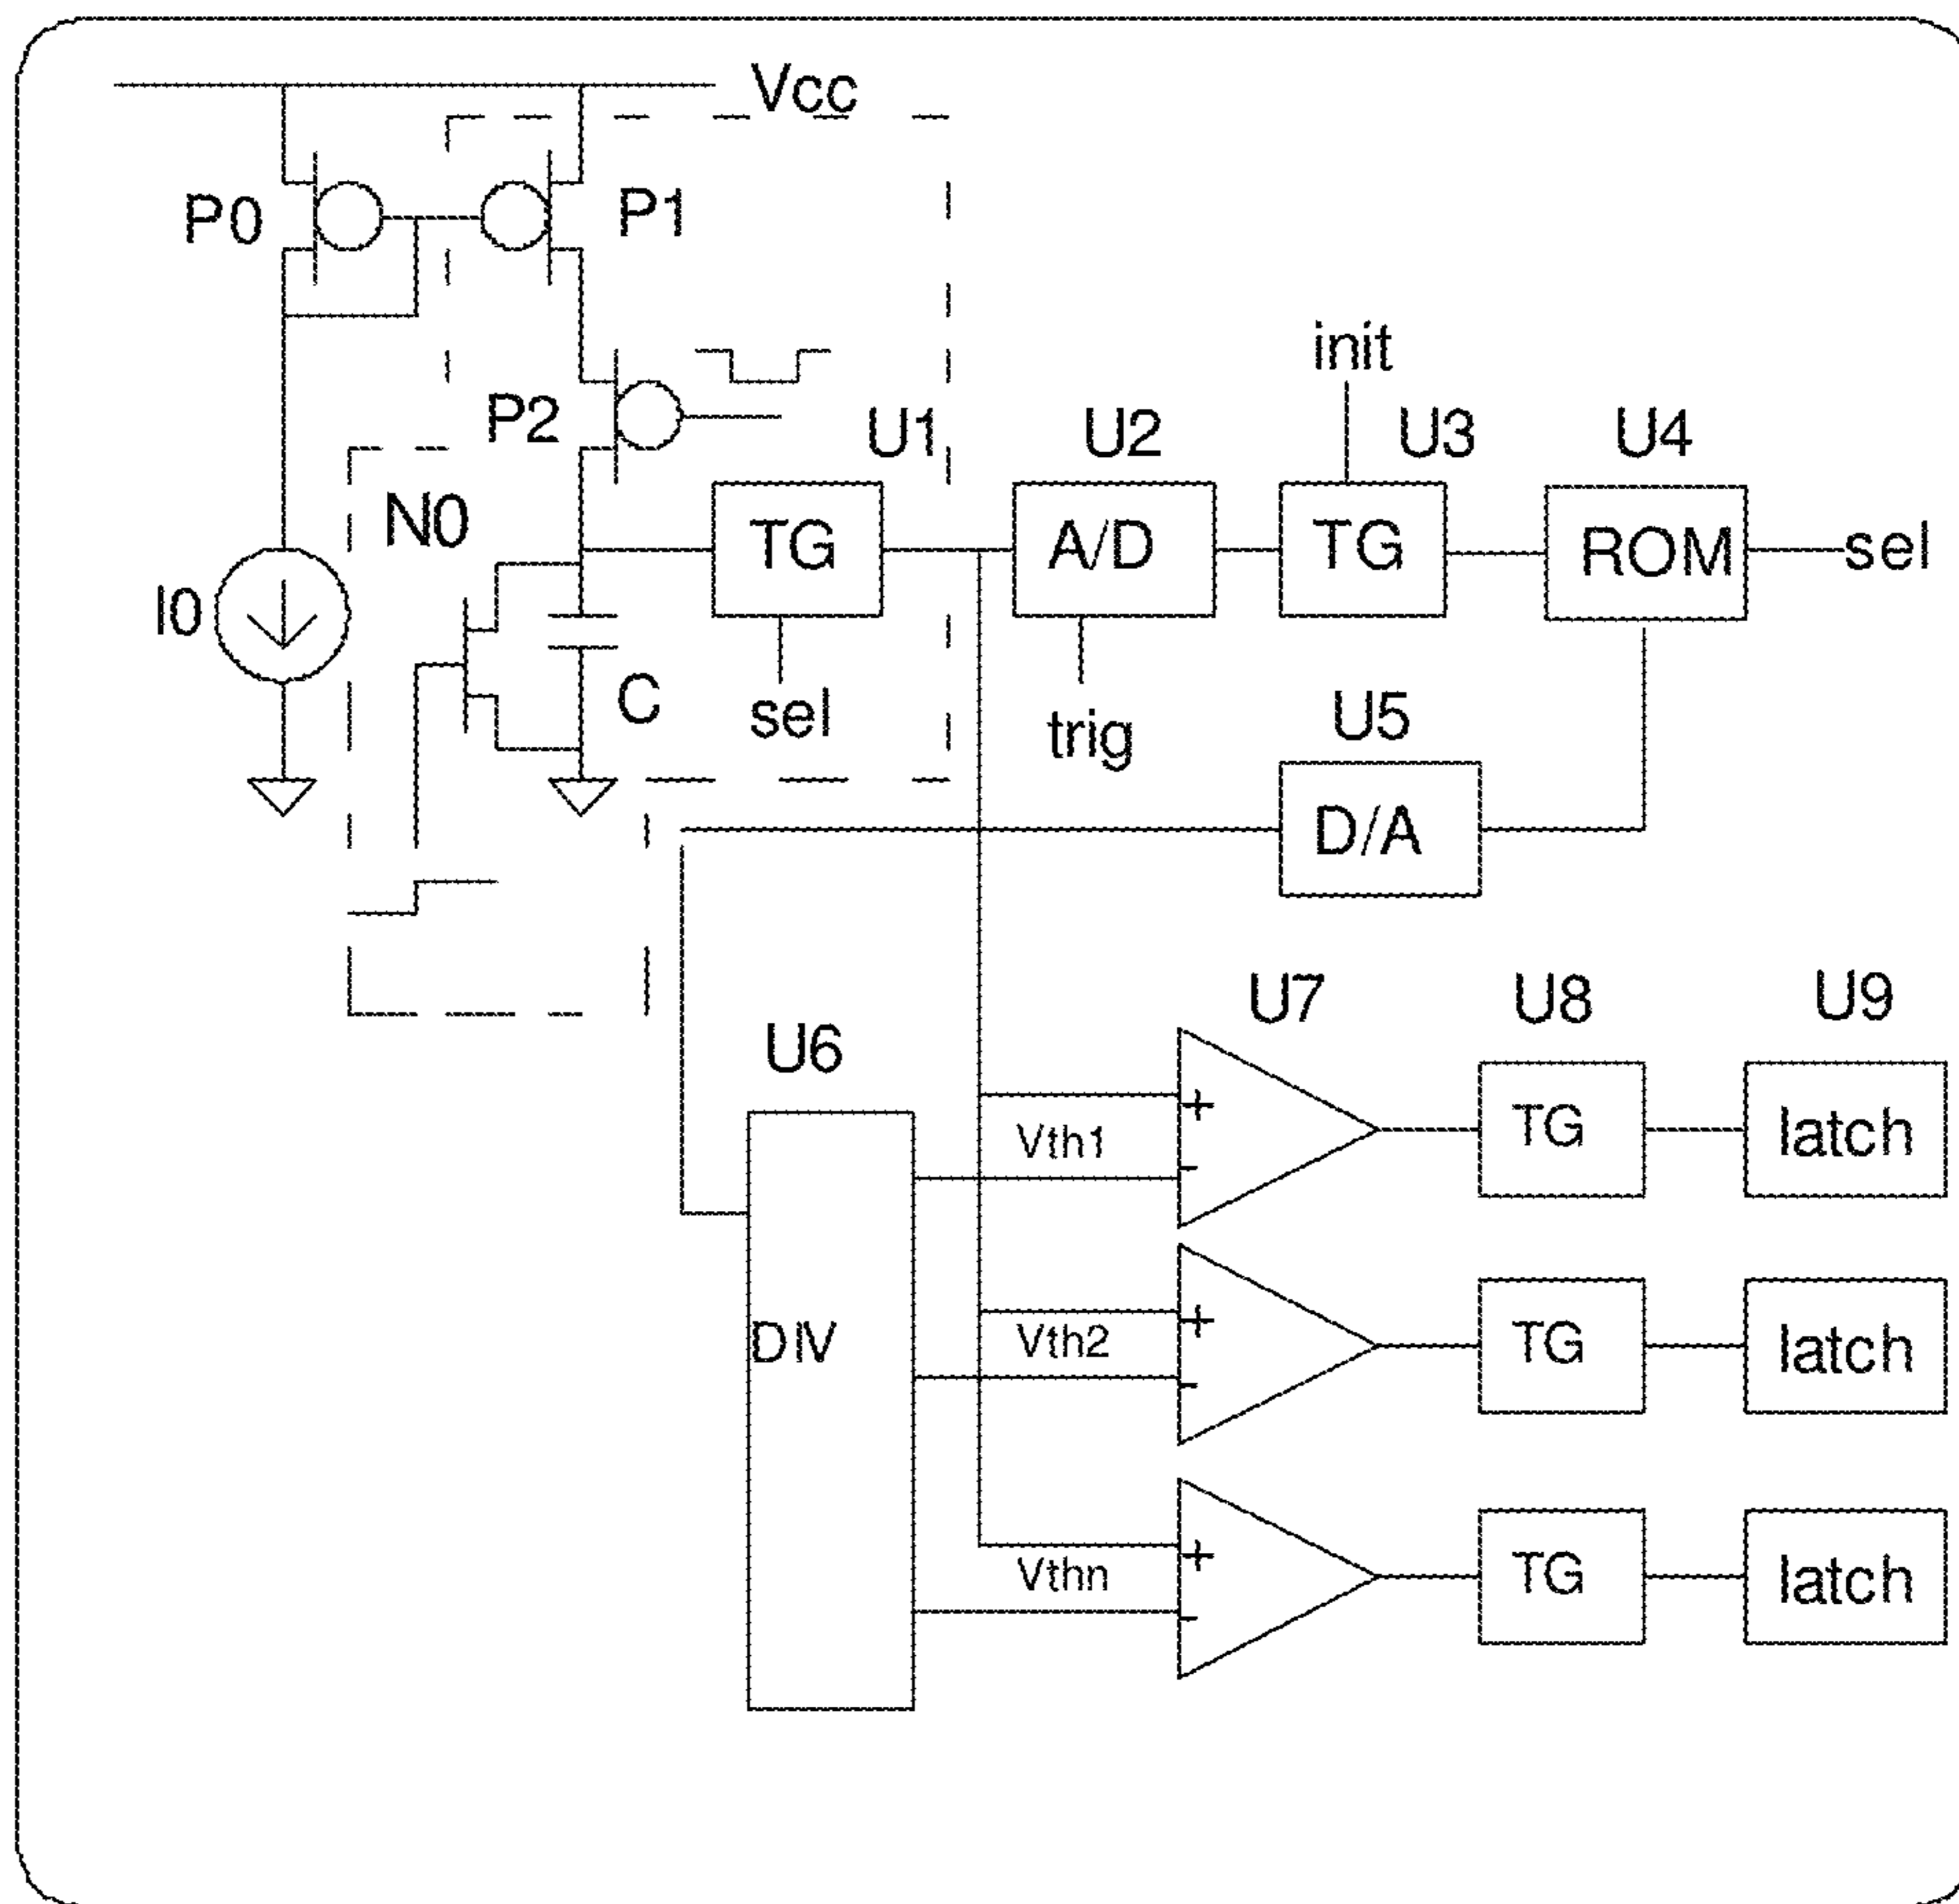 Vcc
P0
P1
init
P2
U1
U2
U3
U4
N0
TG
A/D
TG
ROM
sel
I0
C
sel
trig
U5
D/A
U7
U8
U9
U6
+
Vth1
-
TG
latch
+
DIV
Vth2
-
TG
latch
+
Vthn
-
TG
latch